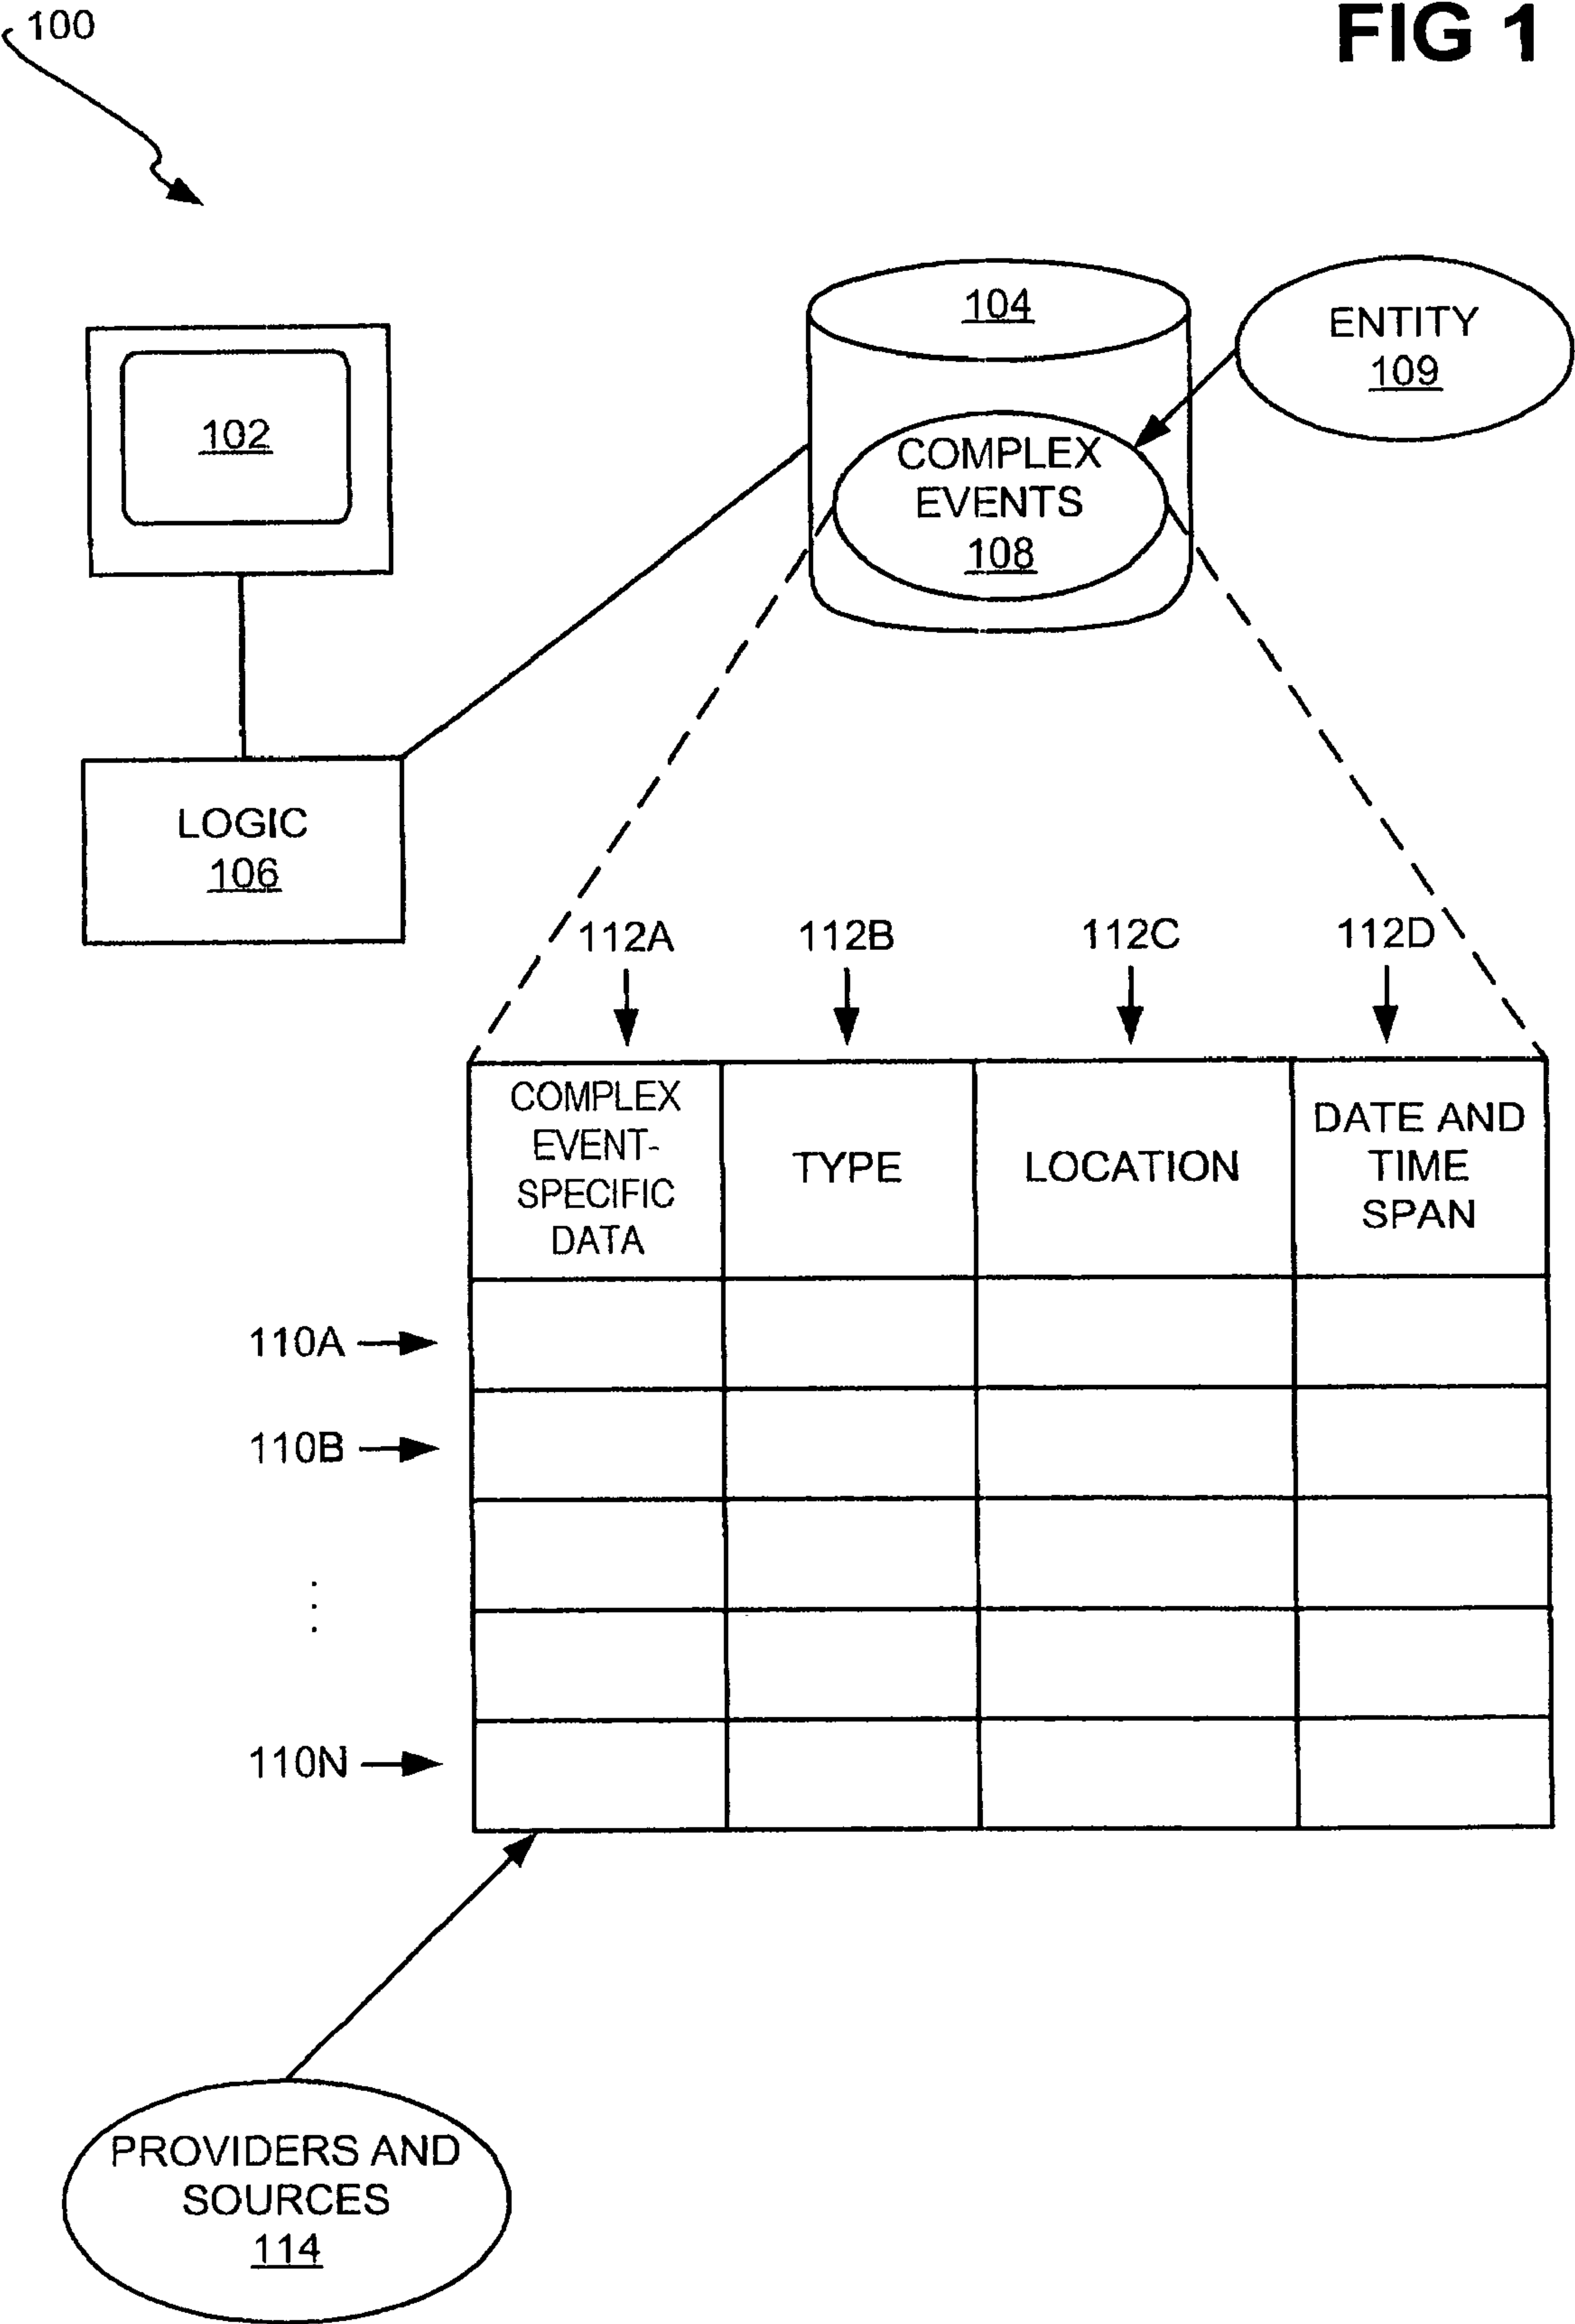 FIG 1
100
104
ENTITY
109
102
COMPLEX
EVENTS
108
LOGIC
106
112A
112B
112C
112D
COMPLEX
EVENT-
SPECIFIC
DATA
TYPE
LOCATION
DATE AND
TIME
SPAN
110A
110B
110N
PROVIDERS AND
SOURCES
114